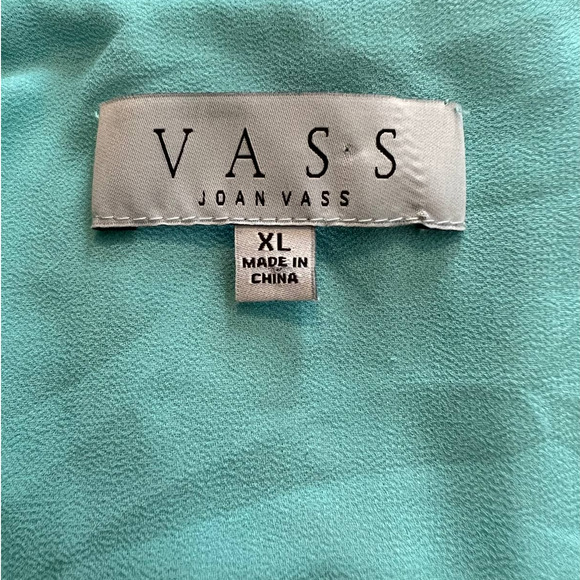 VASS
JOAN VASS
XL
MADE IN
CHINA